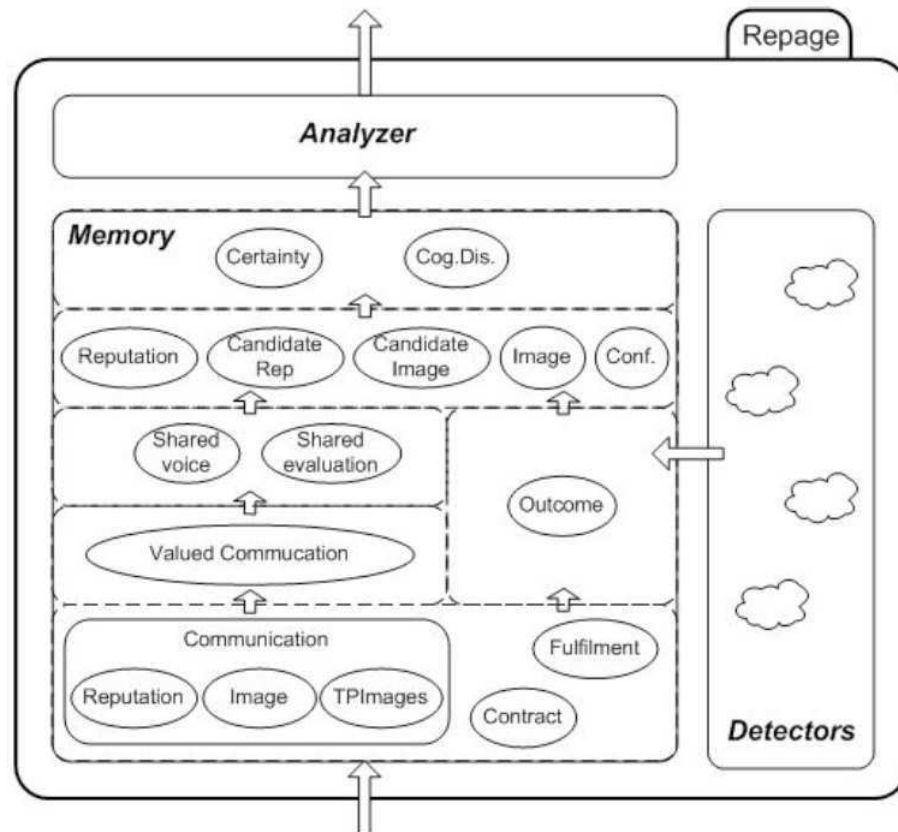 Repage
Analyzer
Memory
Certainty
Cog.Dis.
Reputation
Candidate
Rep
Candidate
Image
Image
Conf.
Shared
voice
Shared
evaluation
Outcome
Valued Commucation
Communication
Reputation
Image
TPImages
Fulfilment
Contract
Detectors